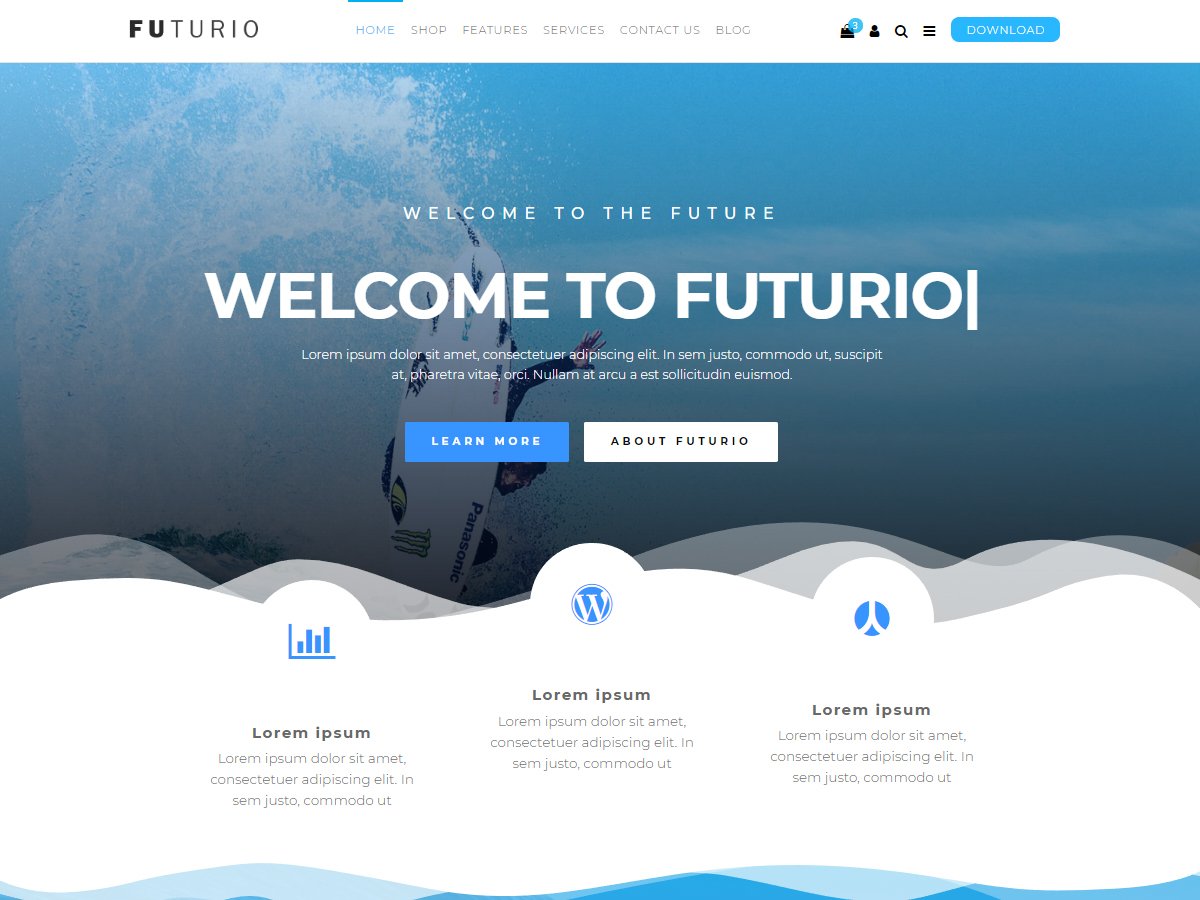 FUTURIO
HOME SHOP FEATURES SERVICES CONTACT US BLOG
3
DOWNLOAD
WELCOME TO THE FUTURE
WELCOME TO FUTURIO|
Lorem ipsum dolor sit amet, consectetuer adipiscing elit. In sem justo, commodo ut, suscipit
at, pharetra vitae, orci. Nullam at arcu a est sollicitudin euismod.
LEARN MORE
ABOUT FUTURIO
Panasonic
Lorem ipsum
Lorem ipsum dolor sit amet,
consectetuer adipiscing elit. In
sem justo, commodo ut
Lorem ipsum
Lorem ipsum dolor sit amet,
consectetuer adipiscing elit. In
sem justo, commodo ut
Lorem ipsum
Lorem ipsum dolor sit amet,
consectetuer adipiscing elit. In
sem justo, commodo ut